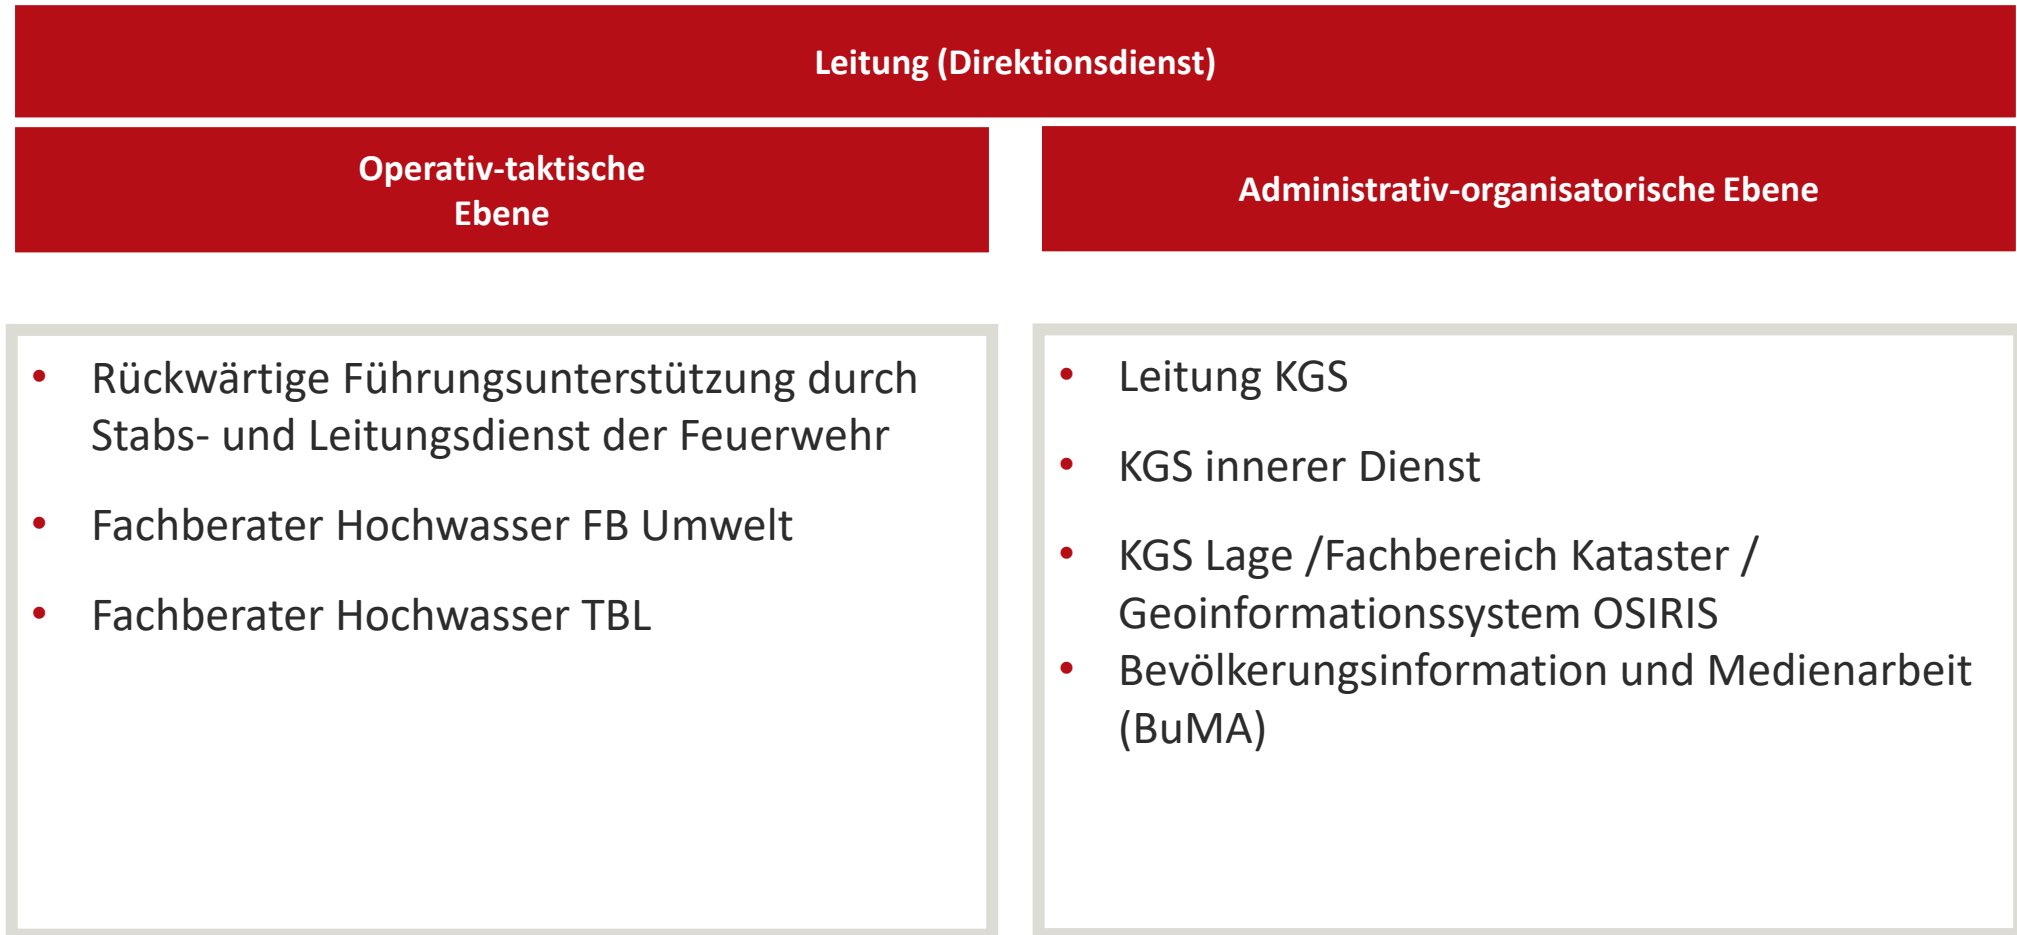 Leitung (Direktionsdienst)
Operativ-taktische
Ebene
Administrativ-organisatorische Ebene
• Rückwärtige Führungsunterstützung durch
Stabs- und Leitungsdienst der Feuerwehr
• Fachberater Hochwasser FB Umwelt
• Fachberater Hochwasser TBL
• Leitung KGS
• KGS innerer Dienst
• KGS Lage /Fachbereich Kataster /
Geoinformationssystem OSIRIS
• Bevölkerungsinformation und Medienarbeit
(BuMA)